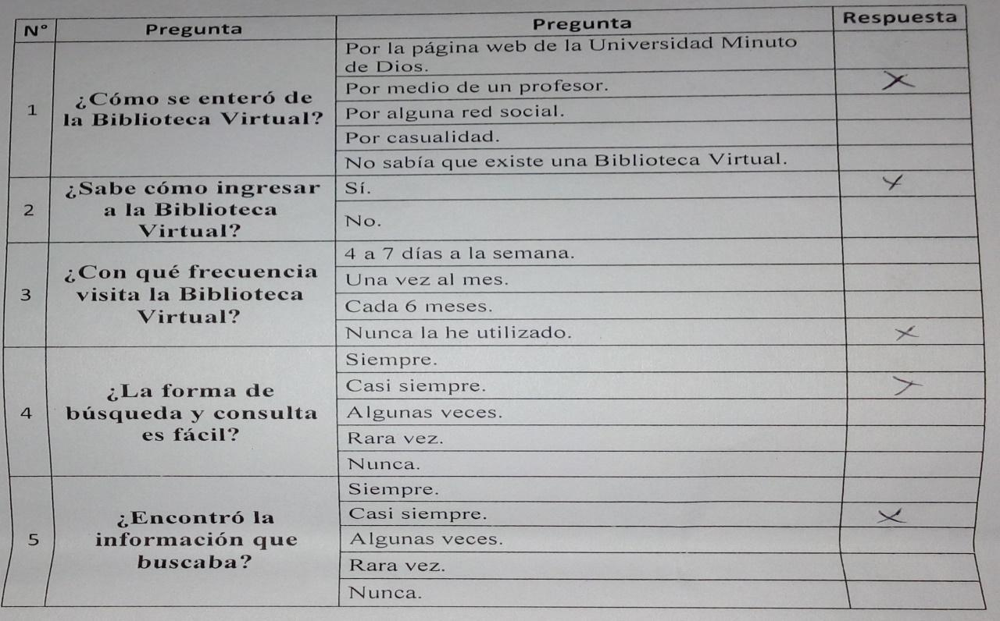 N° Pregunta Pregunta Respuesta
1
¿Cómo se enteró de
la Biblioteca Virtual?
Por la página web de la Universidad Minuto
de Dios.
Por medio de un profesor. X
Por alguna red social.
Por casualidad.
No sabía que existe una Biblioteca Virtual.
2
¿Sabe cómo ingresar
a la Biblioteca
Virtual?
Sí. X
No.
3
¿Con qué frecuencia
visita la Biblioteca
Virtual?
4 a 7 días a la semana.
Una vez al mes.
Cada 6 meses.
Nunca la he utilizado. X
4
¿La forma de
búsqueda y consulta
es fácil?
Siempre.
Casi siempre. X
Algunas veces.
Rara vez.
Nunca.
5
¿Encontró la
información que
buscaba?
Siempre.
Casi siempre. X
Algunas veces.
Rara vez.
Nunca.